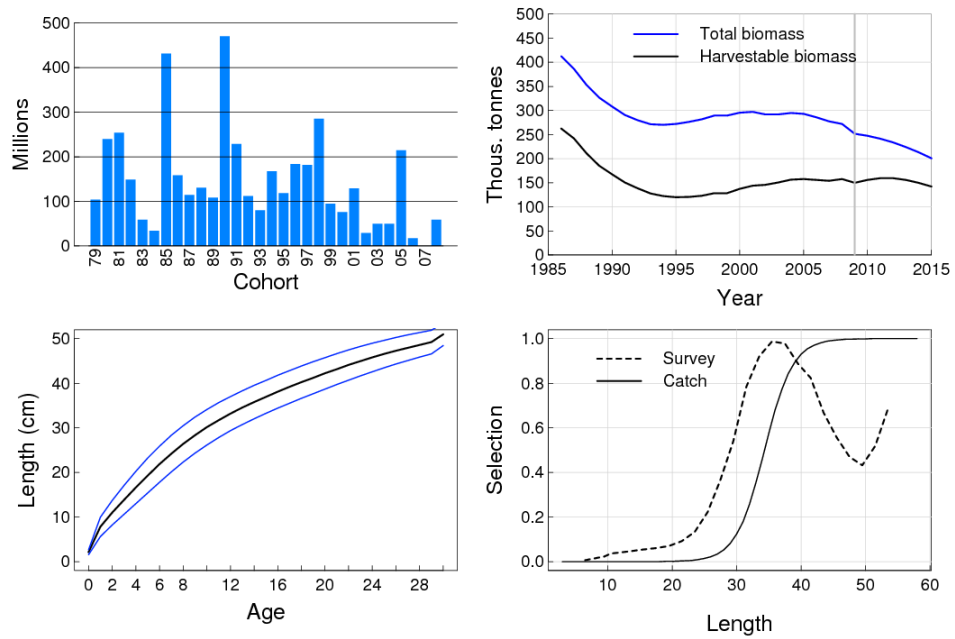 500
400
300
200
100
0
Millions
79 81 83 85 87 89 91 93 95 97 99 01 03 05 07
Cohort
500
450
400
350
300
250
200
150
100
50
0
Thous. tonnes
Total biomass
Harvestable biomass
1985 1990 1995 2000 2005 2010 2015
Year
50
40
30
20
10
0
Length (cm)
0 2 4 6 8 12 16 20 24 28
Age
1.0
0.8
0.6
0.4
0.2
0.0
Selection
Survey
Catch
10 20 30 40 50 60
Length